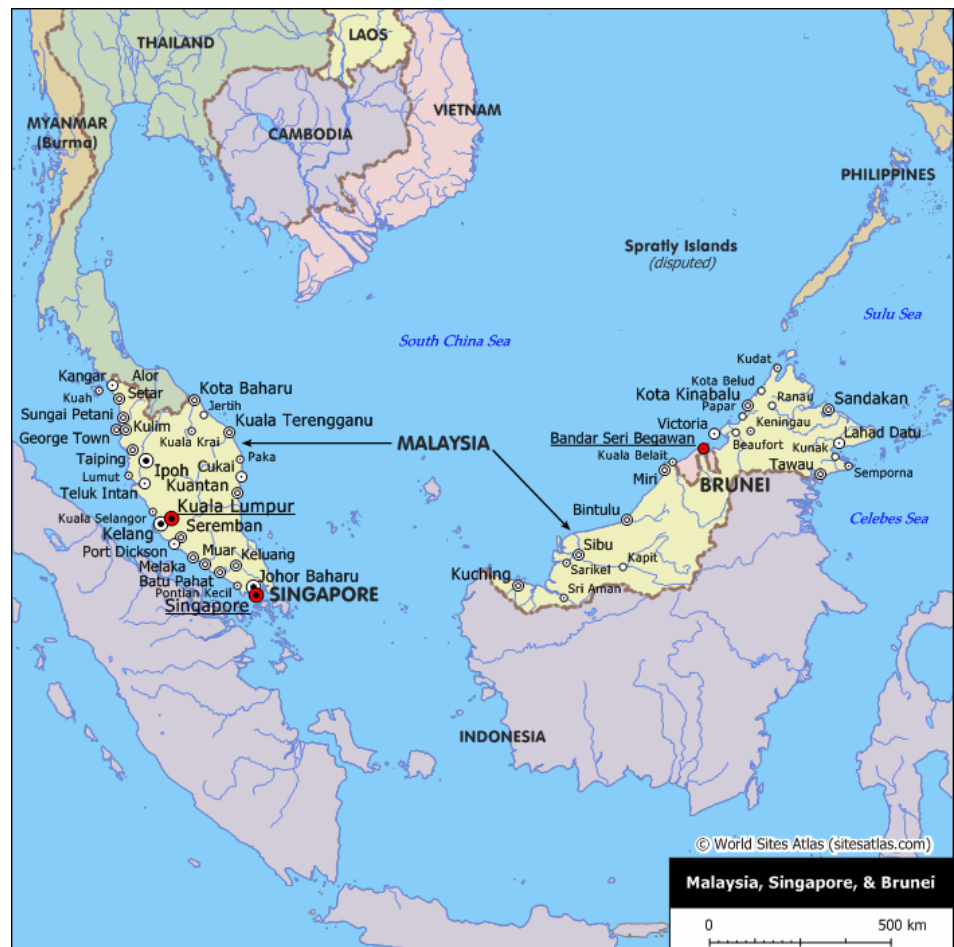 LAOS
THAILAND
VIETNAM
MYANMAR
(Burma)
CAMBODIA
PHILIPPINES
Spratly Islands
(disputed)
Sulu Sea
South China Sea
Kudat
Kangar
Alor
Setar
Kuah
Kota Baharu
Jertih
Kota Belud
Kota Kinabalu
Ranau
Papar
Sandakan
Sungai Petani
Kulim
Kuala Terengganu
George Town
Kuala Krai
Victoria
Keningau
Bandar Seri Begawan
Beaufort
Lahad Datu
MALAYSIA
Kunak
Taiping
Paka
Kuala Belait
Ipoh
Cukai
Tawau
Semporna
Lumut
Miri
BRUNEI
Teluk Intan
Kuantan
Kuala Lumpur
Bintulu
Celebes Sea
Kuala Selangor
Seremban
Kelang
Port Dickson
Muar
Keluang
Sibu
Kapit
Sarikel
Melaka
Batu Pahat
Johor Baharu
Kuching
Sri Aman
Pontian Kecil
SINGAPORE
Singapore
INDONESIA
© World Sites Atlas (sitesatlas.com)
Malaysia, Singapore, & Brunei
0 500 km